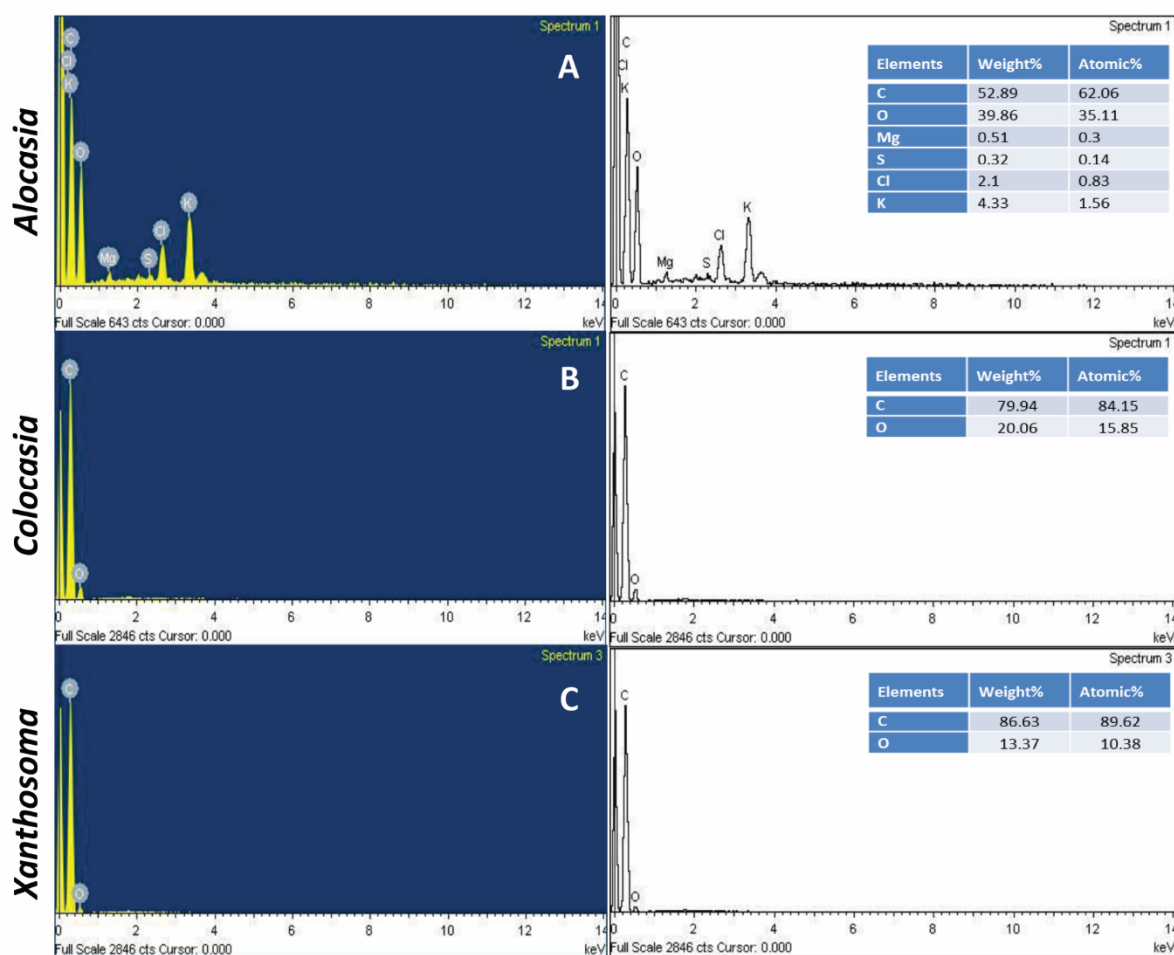 Alocasia
Spectrum 1
A
C
Cl
K
O
Mg
S
Cl
K
0 2 4 6 8 10 12 14
Full Scale 643 cts Cursor: 0.000
keV
Spectrum 1
C
Cl
K
O
Mg
S
Cl
K
Elements Weight% Atomic%
C 52.89 62.06
O 39.86 35.11
Mg 0.51 0.3
S 0.32 0.14
Cl 2.1 0.83
K 4.33 1.56
0 2 4 6 8 10 12 14
Full Scale 643 cts Cursor: 0.000
keV
Colocasia
Spectrum 1
B
C
O
0 2 4 6 8 10 12 14
Full Scale 2846 cts Cursor: 0.000
keV
Spectrum 1
C
O
Elements Weight% Atomic%
C 79.94 84.15
O 20.06 15.85
0 2 4 6 8 10 12 14
Full Scale 2846 cts Cursor: 0.000
keV
Xanthosoma
Spectrum 3
C
C
O
0 2 4 6 8 10 12 14
Full Scale 2846 cts Cursor: 0.000
keV
Spectrum 3
C
O
Elements Weight% Atomic%
C 86.63 89.62
O 13.37 10.38
0 2 4 6 8 10 12 14
Full Scale 2846 cts Cursor: 0.000
keV